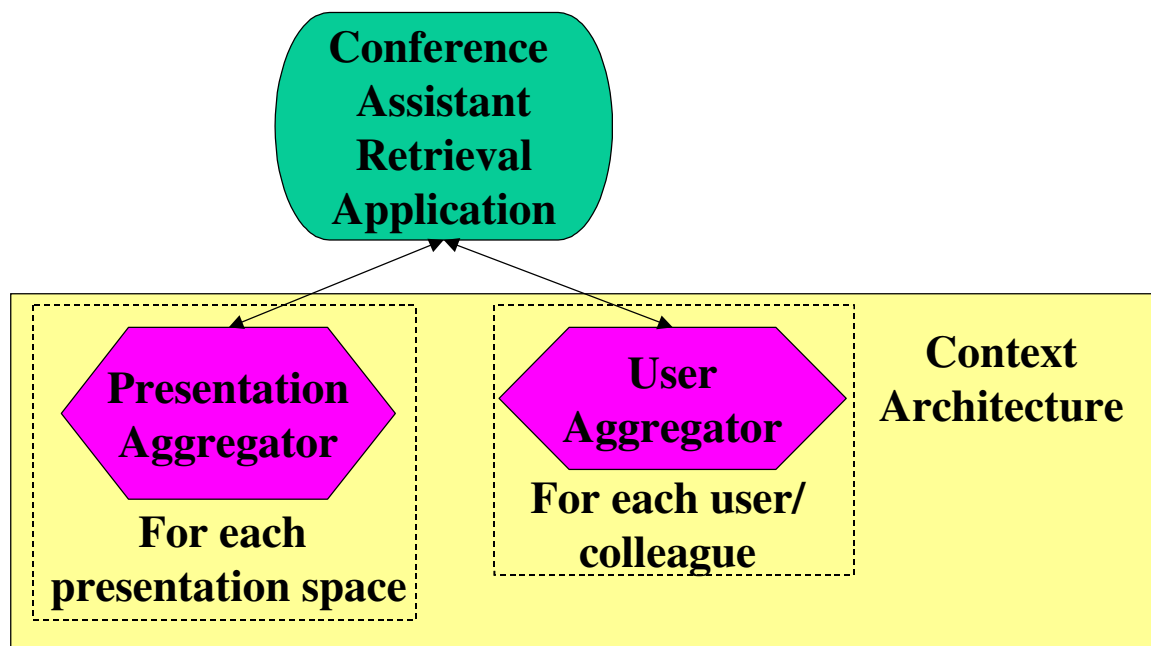 Conference
Assistant
Retrieval
Application
Presentation
Aggregator
For each
presentation space
User
Aggregator
For each user/
colleague
Context
Architecture